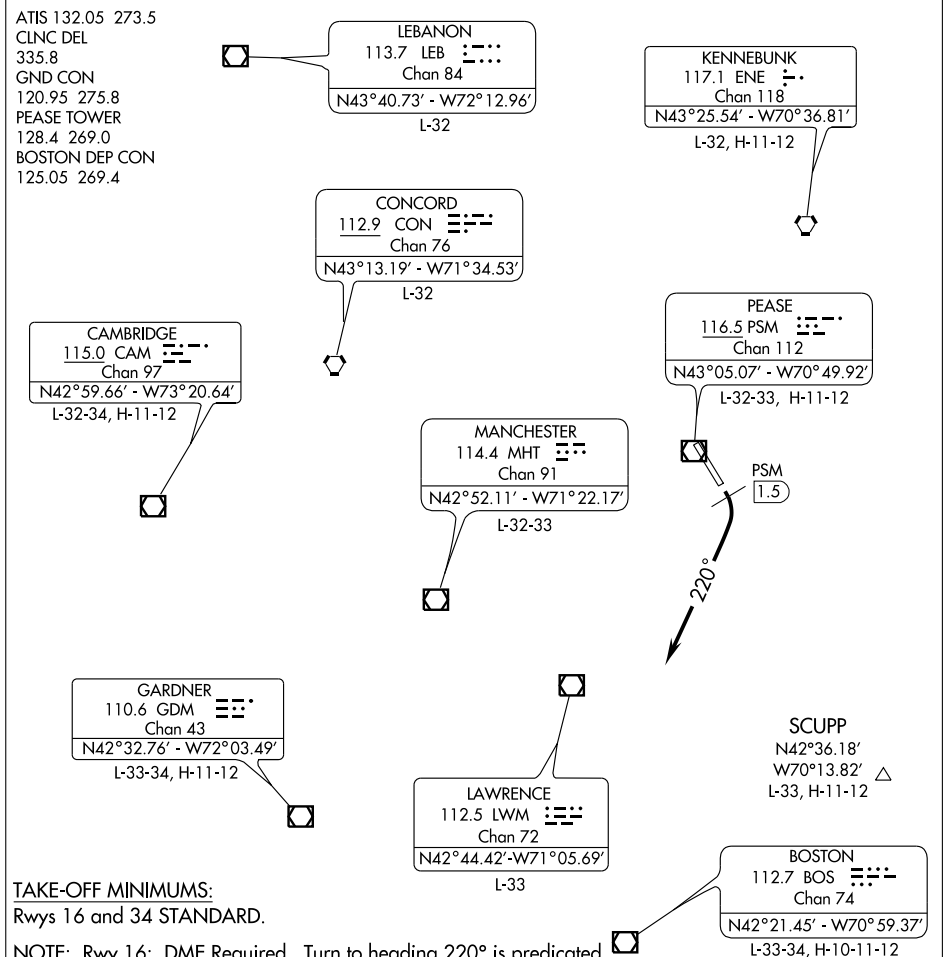 ATIS 132.05 273.5
CLNC DEL
335.8
GND CON
120.95 275.8
PEASE TOWER
128.4 269.0
BOSTON DEP CON
125.05 269.4
LEBANON
113.7 LEB
Chan 84
N43°40.73' - W72°12.96'
L-32
KENNEBUNK
117.1 ENE
Chan 118
N43°25.54' - W70°36.81'
L-32, H-11-12
CONCORD
112.9 CON
Chan 76
N43°13.19' - W71°34.53'
L-32
PEASE
116.5 PSM
Chan 112
N43°05.07' - W70°49.92'
L-32-33, H-11-12
CAMBRIDGE
115.0 CAM
Chan 97
N42°59.66' - W73°20.64'
L-32-34, H-11-12
MANCHESTER
114.4 MHT
Chan 91
N42°52.11' - W71°22.17'
L-32-33
PSM
1.5
220°
GARDNER
110.6 GDM
Chan 43
N42°32.76' - W72°03.49'
L-33-34, H-11-12
SCUPP
N42°36.18'
W70°13.82'
L-33, H-11-12
LAWRENCE
112.5 LWM
Chan 72
N42°44.42'-W71°05.69'
L-33
BOSTON
112.7 BOS
Chan 74
N42°21.45' - W70°59.37'
L-33-34, H-10-11-12
TAKE-OFF MINIMUMS:
Rwys 16 and 34 STANDARD.
NOTE: Rwy 16: DME Required. Turn to heading 220° is predicated